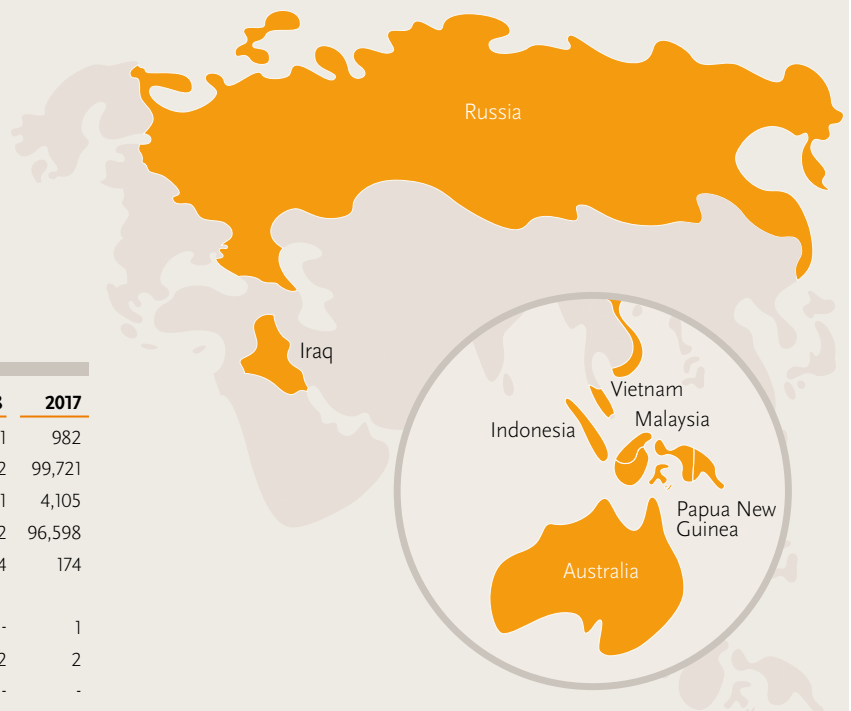 Russia
Iraq
Vietnam
Malaysia
Indonesia
Papua New
Guinea
Australia
2017
1 982
2 99,721
1 4,105
2 96,598
4 174
- 1
2 2
- -